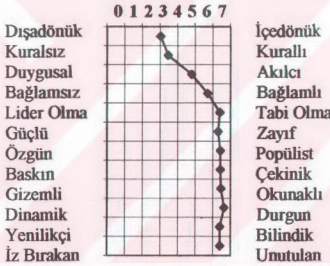 0 1 2 3 4 5 6 7
Dışadönük İçedönük
Kuralsız Kurallı
Duygusal Akılcı
Bağlamsız Bağlamlı
Lider Olma Tabi Olma
Güçlü Zayıf
Özgün Popülist
Baskın Çekinik
Gizemli Okunaklı
Dinamik Durgun
Yenilikçi Bilindik
İz Bırakan Unutulan